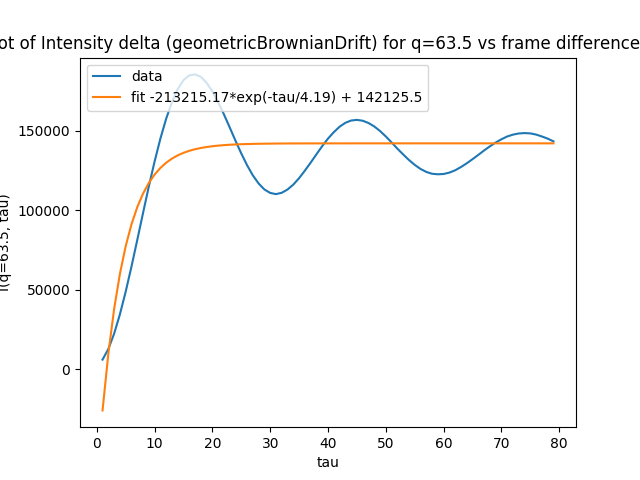 ot of Intensity delta (geometricBrownianDrift) for q=63.5 vs frame difference
data
fit -213215.17*exp(-tau/4.19) + 142125.5
150000
100000
50000
0
I(q=63.5, tau)
0 10 20 30 40 50 60 70 80
tau